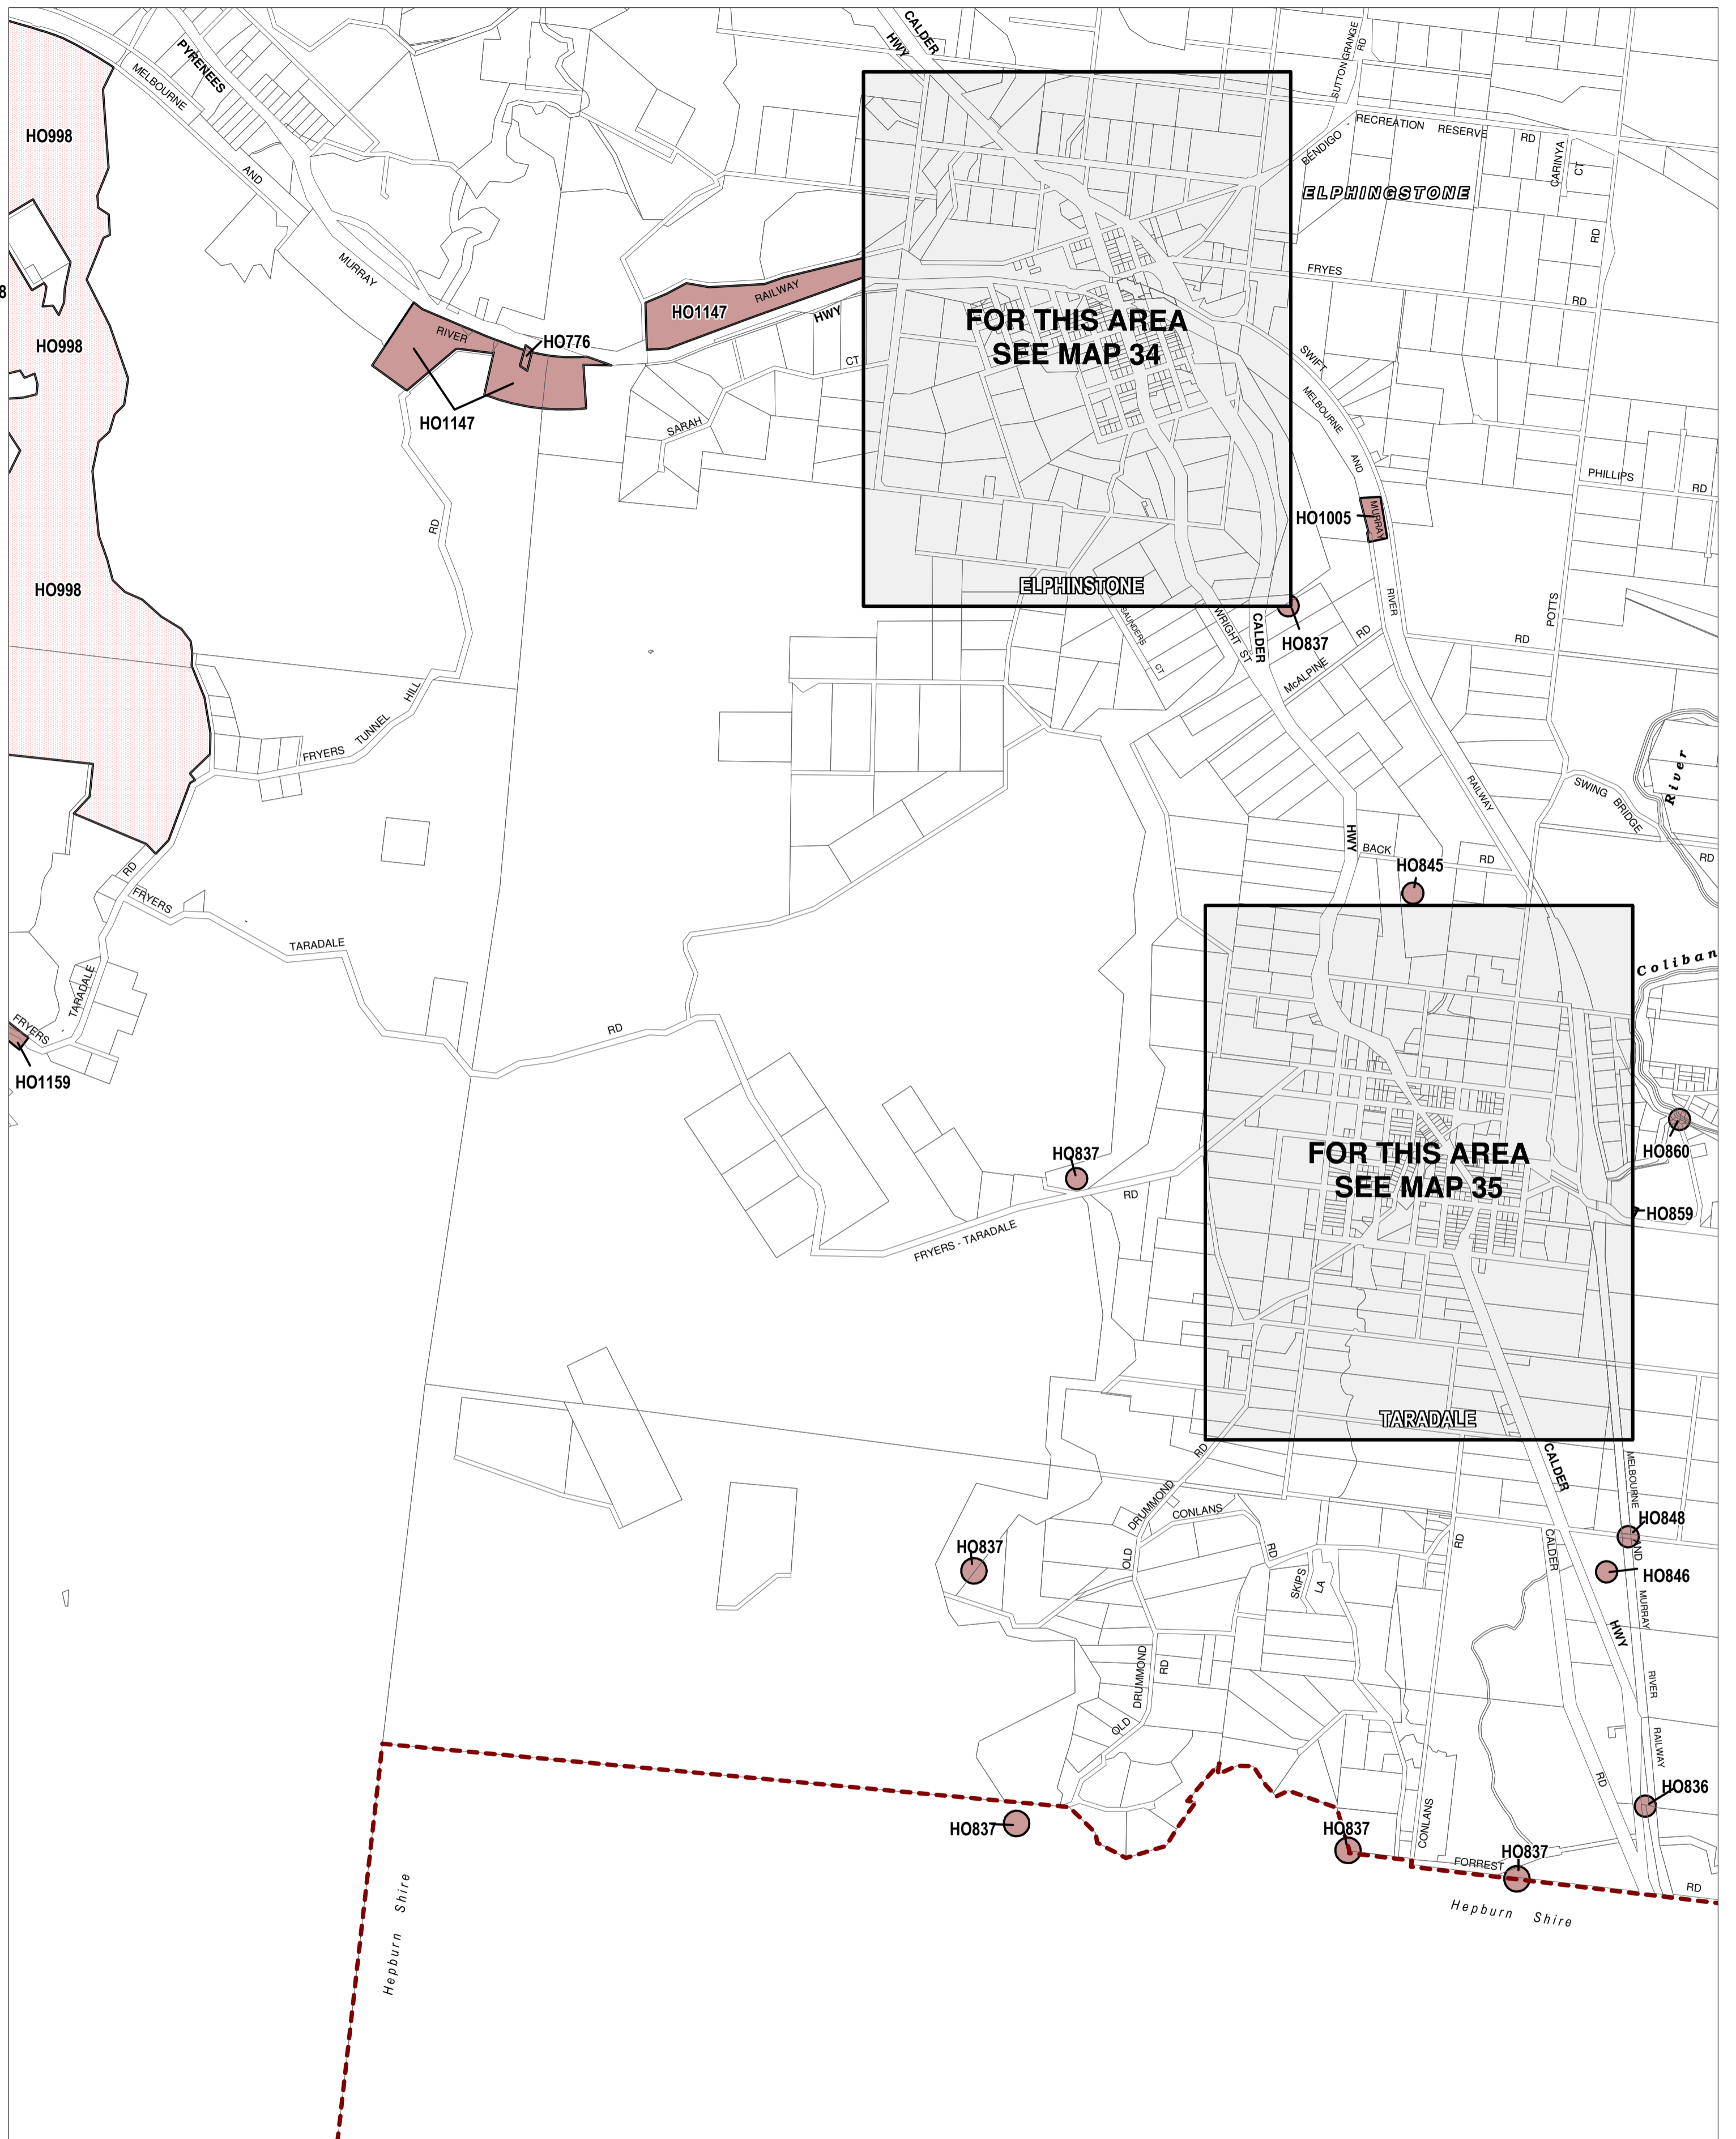 CALDER
HWY
PYRENEES
MELBOURNE
AND
MURRAY
RIVER
RAILWAY
HWY
HO998
HO998
HO998
8
HO1147
HO776
HO1147
SARAH
CT
SUTTON GRANGE
RD
BENDIGO
RECREATION RESERVE
RD
CARINYA
CT
ELPHINGSTONE
RD
FRYES
RD
FOR THIS AREA
SEE MAP 34
ELPHINSTONE
SWIFT
MELBOURNE
AND
MURRAY
RIVER
RAILWAY
HO1005
PHILLIPS
RD
POTTS
RD
HO837
SAUNDERS
CT
WRIGHT ST
CALDER
McALPINE
RD
HWY
RD
HILL
TUNNEL
FRYERS
RD
FRYERS
TARADALE
TARADALE
FRYERS
HO1159
RD
River
SWING BRIDGE
RD
BACK
RD
HO845
Coliban
HO860
HO859
FOR THIS AREA
SEE MAP 35
TARADALE
HO837
RD
FRYERS - TARADALE
RD
DRUMMOND
OLD
CONLANS
RD
SKIPS
LA
RD
HO837
DRUMMOND
RD
OLD
CALDER
MELBOURNE
HO848
AND
HO846
MURRAY
CALDER
HWY
RIVER
RAILWAY
RD
HO836
HO837
HO837
CONLANS
HO837
FORREST
RD
Hepburn Shire
Hepburn Shire